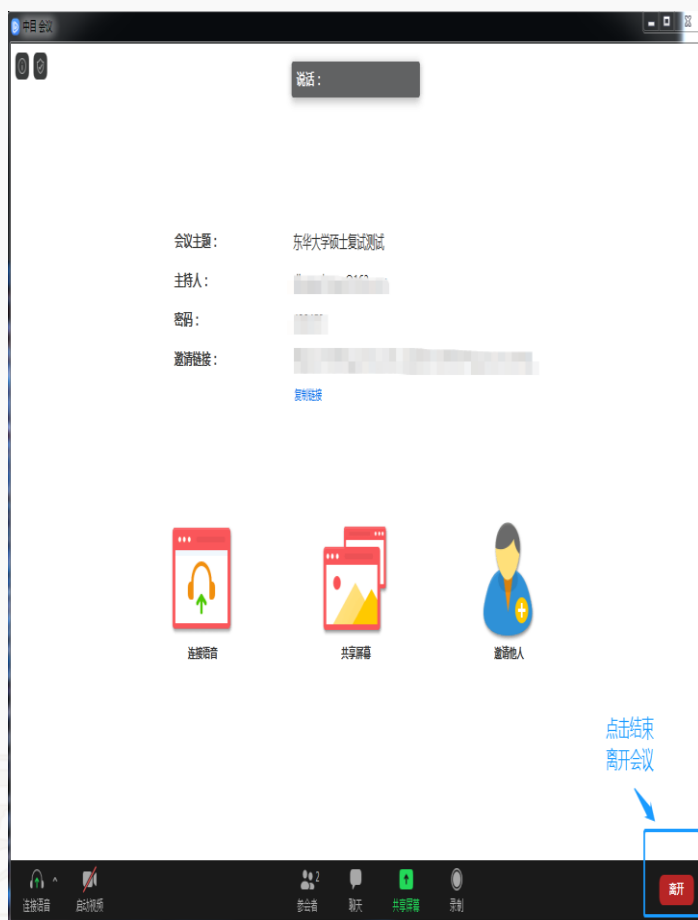 中目 会议
说话：
会议主题： 东华大学硕士复试测试
主持人：
密码：
邀请链接：
复制链接
连接语音 共享屏幕 邀请他人
点击结束
离开会议
2
连接语音 启动视频 参会者 聊天 共享屏幕 录制 离开